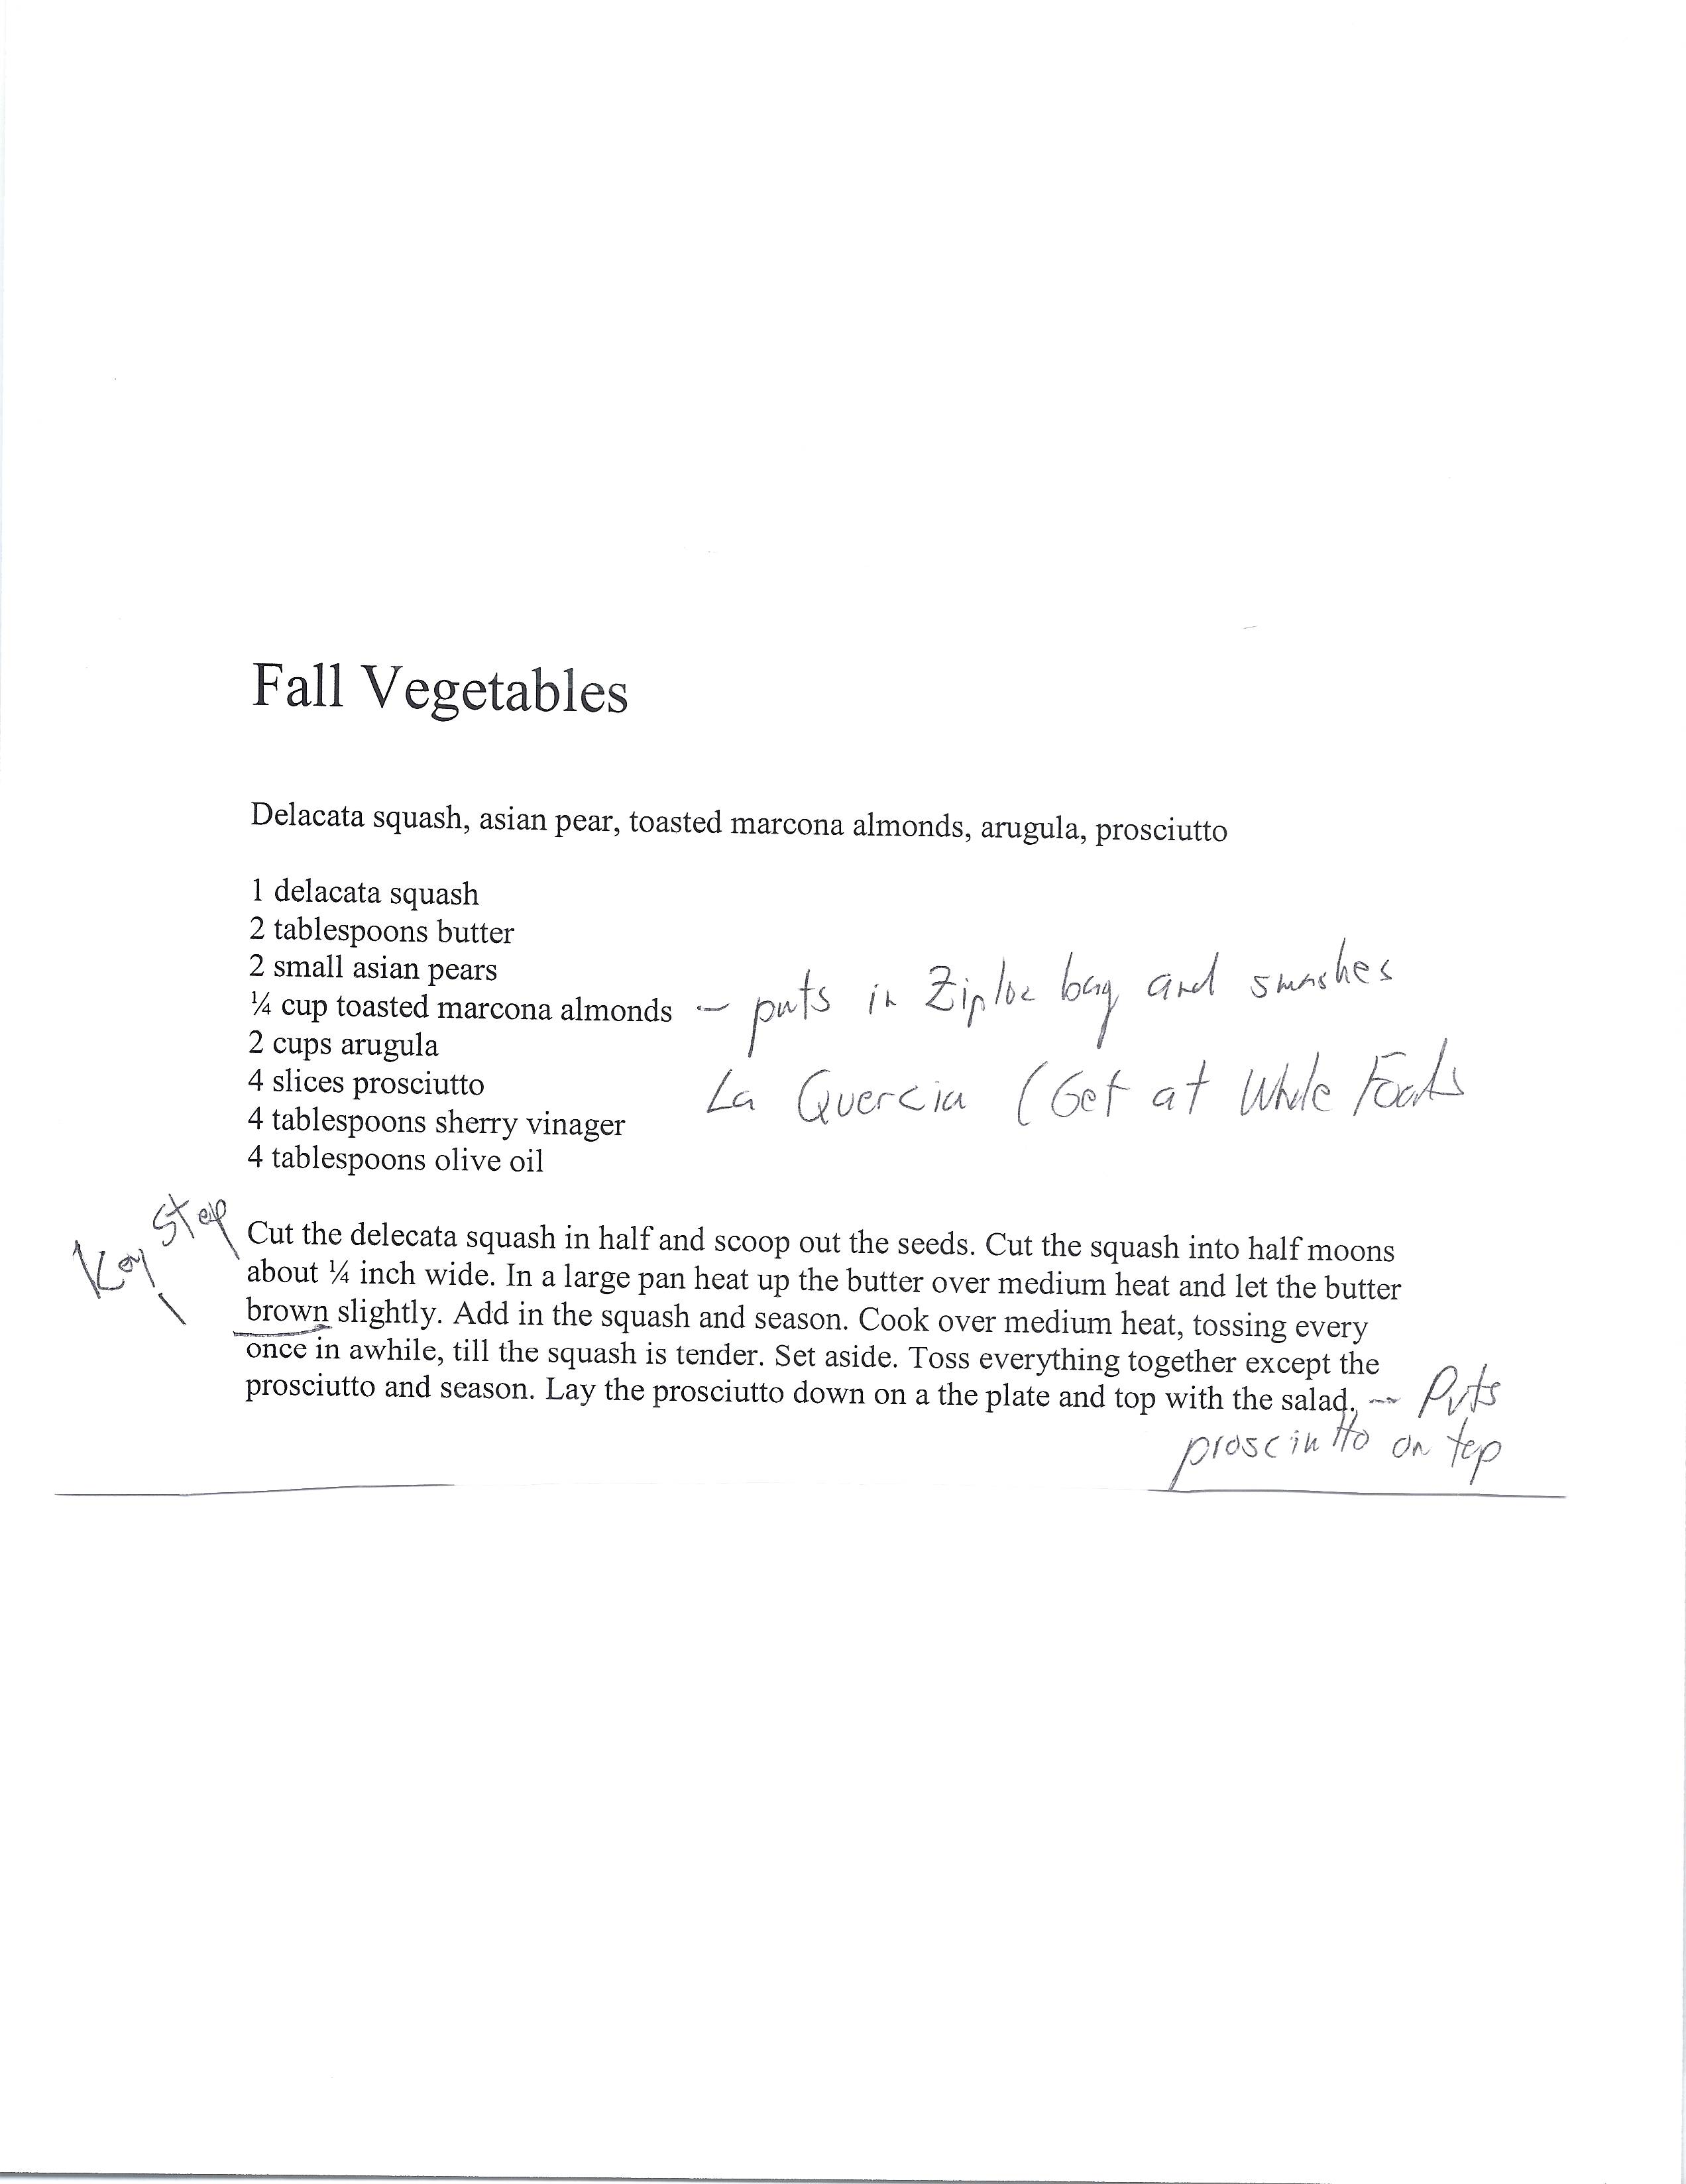 Fall Vegetables
Delacata squash, asian pear, toasted marcona almonds, arugula, prosciutto
1 delacata squash
2 tablespoons butter
2 small asian pears
¼ cup toasted marcona almonds – puts in Ziploc bag and smashes
2 cups arugula
4 slices prosciutto La Quercia (Get at Whole Foods
4 tablespoons sherry vinager
4 tablespoons olive oil
Key Step
Cut the delecata squash in half and scoop out the seeds. Cut the squash into half moons
about ¼ inch wide. In a large pan heat up the butter over medium heat and let the butter
brown slightly. Add in the squash and season. Cook over medium heat, tossing every
once in awhile, till the squash is tender. Set aside. Toss everything together except the
prosciutto and season. Lay the prosciutto down on a the plate and top with the salad. – Puts
prosciutto on top